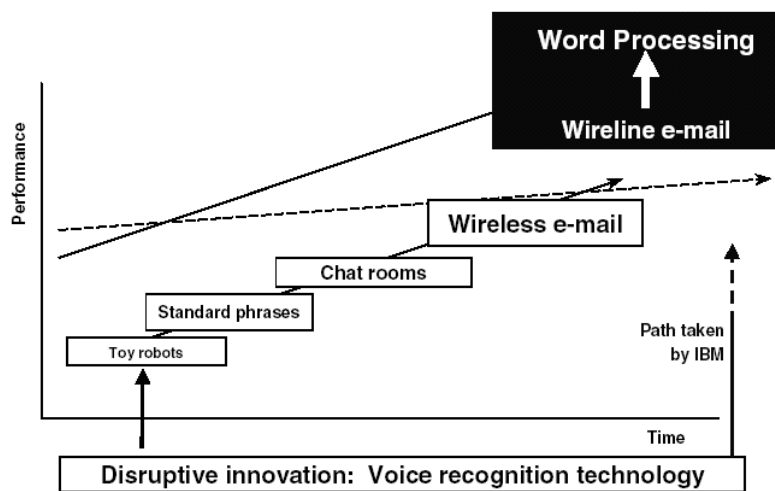 Word Processing
Wireline e-mail
Performance
Wireless e-mail
Chat rooms
Standard phrases
Toy robots
Path taken
by IBM
Time
Disruptive innovation: Voice recognition technology